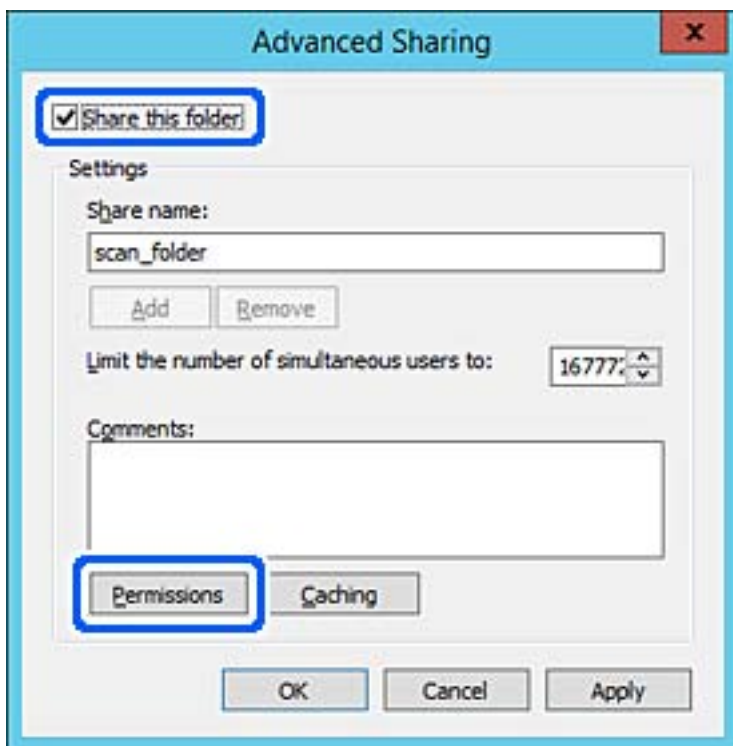 Advanced Sharing
Share this folder
Settings
Share name:
scan_folder
Add Remove
Limit the number of simultaneous users to:
Comments:
Permissions Caching
OK Cancel Apply